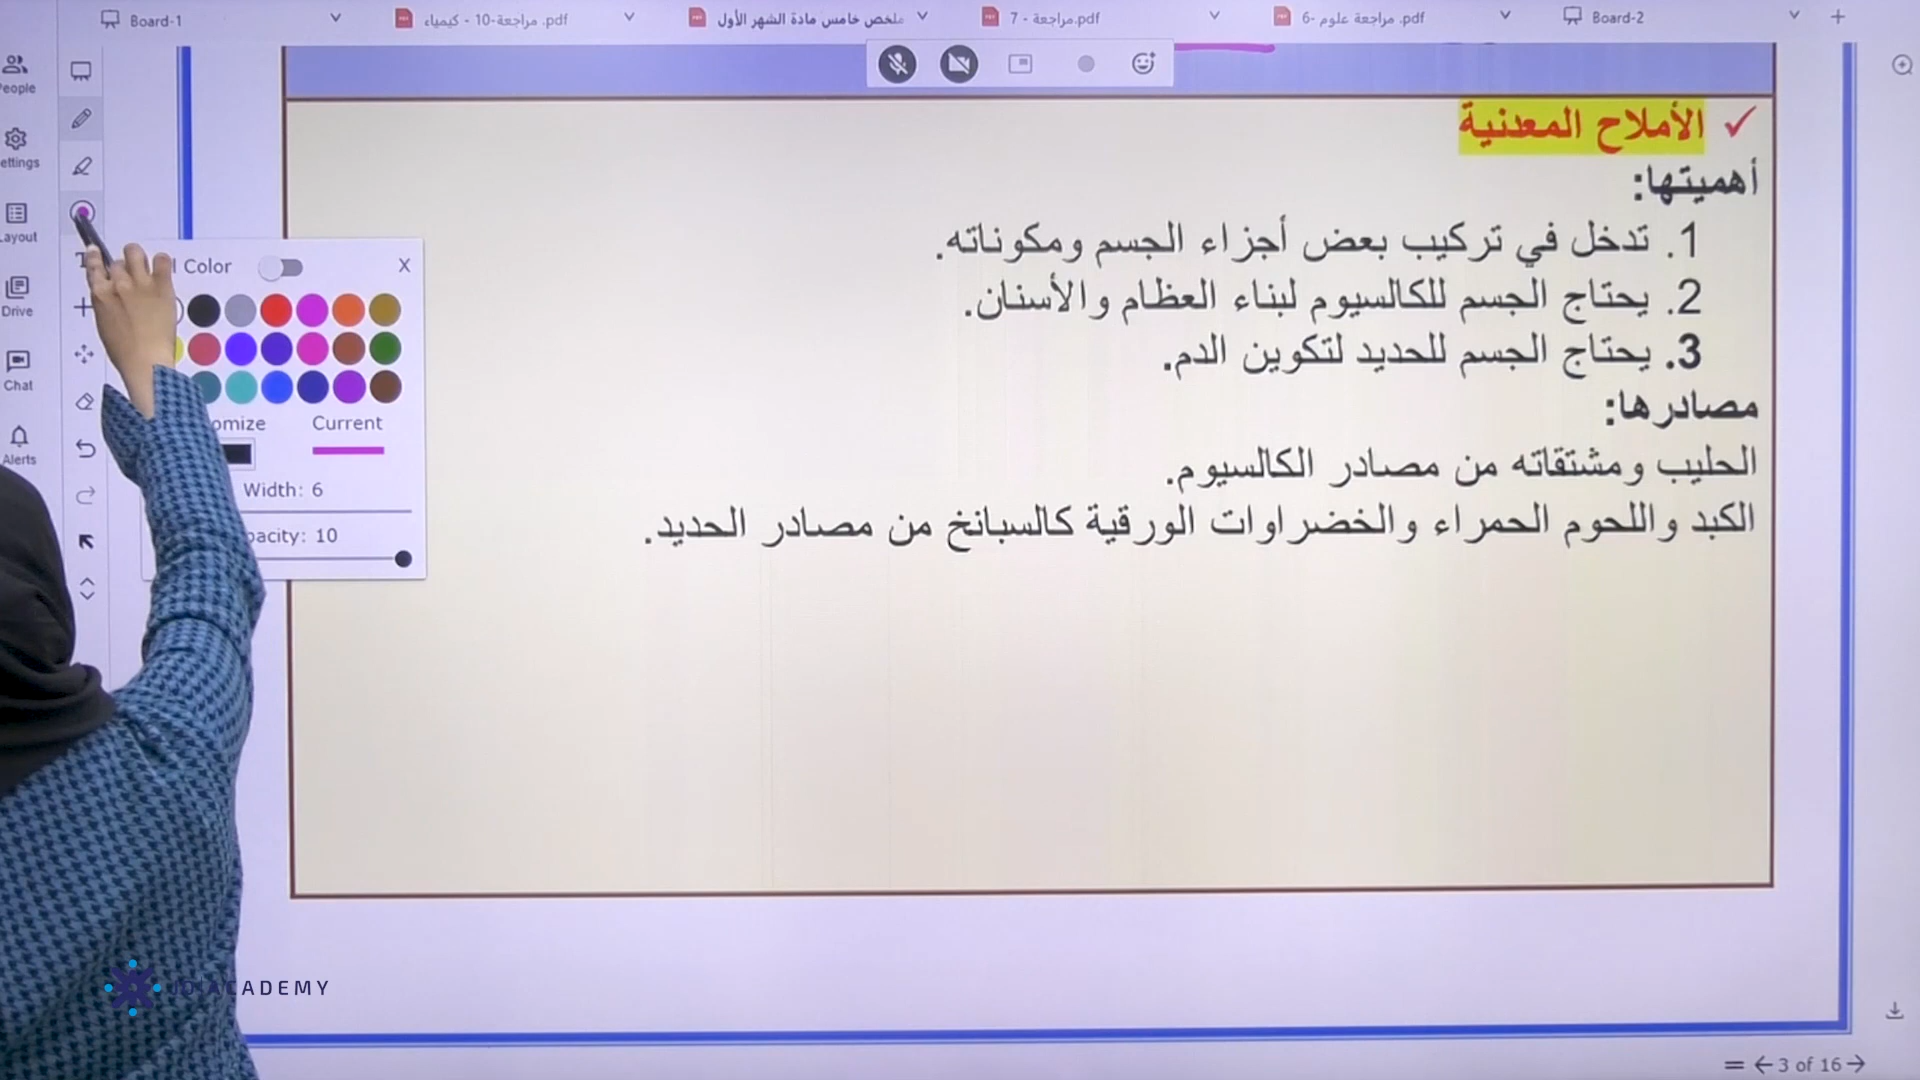 Board-1
مراجعة-10 - كيمياء .pdf
ملخص خامس مادة الشهر الأول
7 - مراجعة.pdf
6- مراجعة علوم .pdf
Board-2
People
Settings
Layout
Drive
Chat
Alerts
Color
X
Customize
Current
Width: 6
Opacity: 10
✓ الأملاح المعدنية
أهميتها:
1. تدخل في تركيب بعض أجزاء الجسم ومكوناته.
2. يحتاج الجسم للكالسيوم لبناء العظام والأسنان.
3. يحتاج الجسم للحديد لتكوين الدم.
مصادرها:
الحليب ومشتقاته من مصادر الكالسيوم.
الكبد واللحوم الحمراء والخضراوات الورقية كالسبانخ من مصادر الحديد.
JO ACADEMY
3 of 16